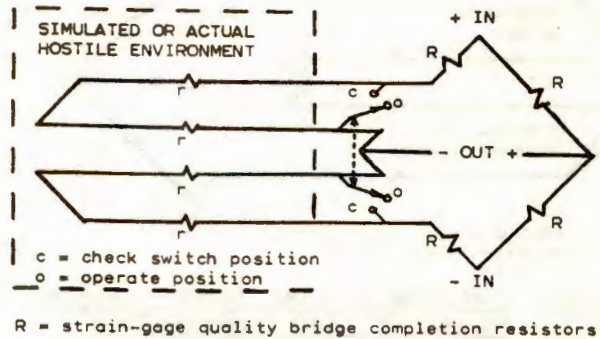 SIMULATED OR ACTUAL
HOSTILE ENVIRONMENT
+ IN
R
R
r
c
o
r
- OUT +
r
o
c
r
R
R
- IN
c = check switch position
o = operate position
R = strain-gage quality bridge completion resistors